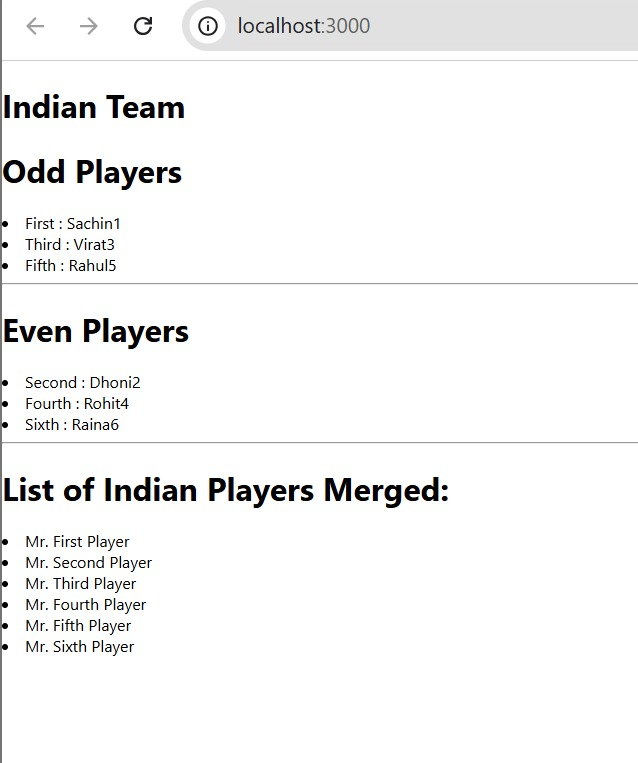 localhost:3000
Indian Team
Odd Players
First : Sachin1
Third : Virat3
Fifth : Rahul5
Even Players
Second : Dhoni2
Fourth : Rohit4
Sixth : Raina6
List of Indian Players Merged:
Mr. First Player
Mr. Second Player
Mr. Third Player
Mr. Fourth Player
Mr. Fifth Player
Mr. Sixth Player